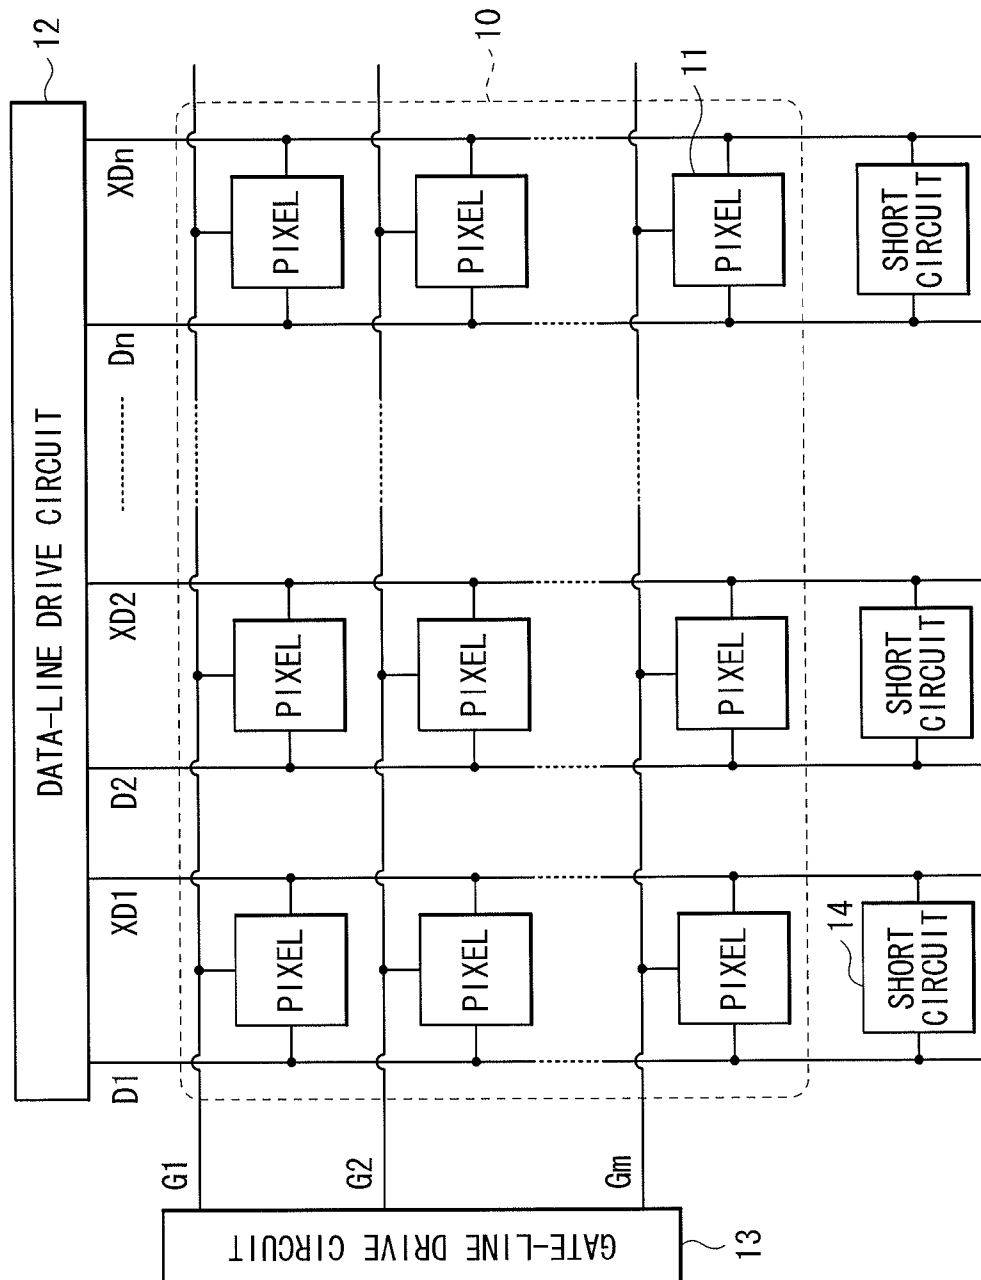 12
DATA-LINE DRIVE CIRCUIT
D1
XD1
D2
XD2
Dn
XDn
10
GATE-LINE DRIVE CIRCUIT
13
G1
PIXEL
PIXEL
PIXEL
G2
PIXEL
PIXEL
PIXEL
Gm
PIXEL
PIXEL
PIXEL
11
14
SHORT
CIRCUIT
SHORT
CIRCUIT
SHORT
CIRCUIT